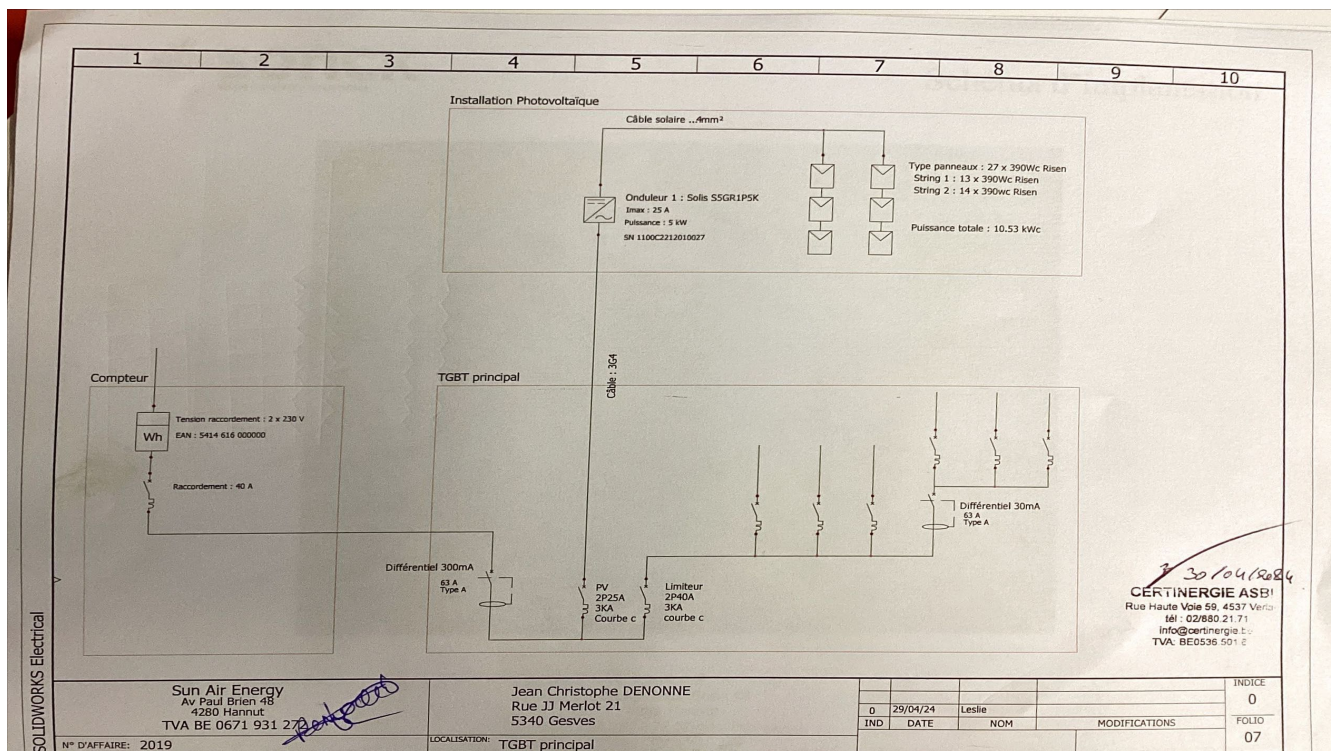 1 2 3 4 5 6 7 8 9 10
Installation Photovoltaïque
Câble solaire ..4mm²
Type panneaux : 27 x 390Wc Risen
String 1 : 13 x 390Wc Risen
String 2 : 14 x 390wc Risen
Puissance totale : 10.53 kWc
Onduleur 1 : Solis S5GR1P5K
Imax : 25 A
Puissance : 5 kW
SN 1100C2212010027
Câble : 3G4
Compteur
Wh
Tension raccordement : 2 x 230 V
EAN : 5414 616 000000
Raccordement : 40 A
TGBT principal
Différentiel 300mA
63 A
Type A
PV
2P25A
3KA
Courbe c
Limiteur
2P40A
3KA
courbe c
Différentiel 30mA
63 A
Type A
CERTINERGIE ASB
Rue Haute Voie 59, 4537
tél : 02/880.21.71
info@certinergie.b
TVA: BE0536.501
SOLIDWORKS Electrical
Sun Air Energy
Av Paul Brien 48
4280 Hannut
TVA BE 0671 931 272
N° D'AFFAIRE: 2019
Jean Christophe DENONNE
Rue JJ Merlot 21
5340 Gesves
LOCALISATION: TGBT principal
0 29/04/24 Leslie
IND DATE NOM MODIFICATIONS
INDICE
0
FOLIO
07